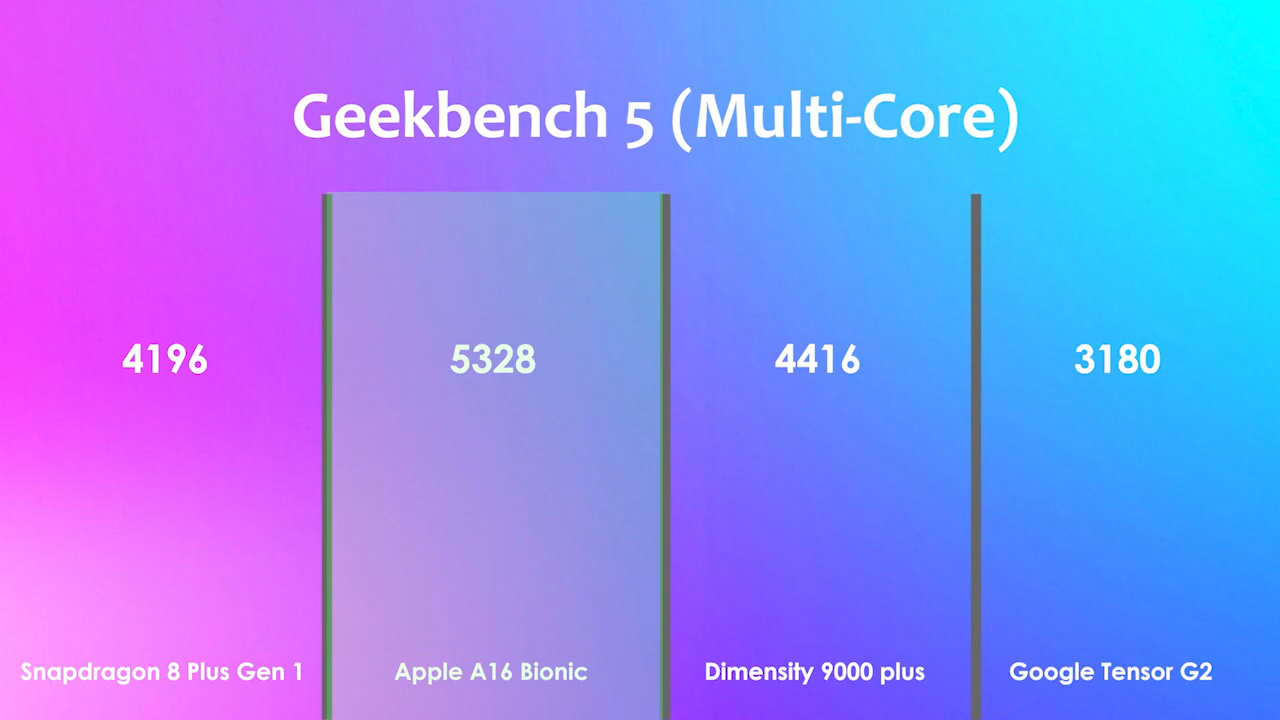 Geekbench 5 (Multi-Core)
4196
5328
4416
3180
Snapdragon 8 Plus Gen 1
Apple A16 Bionic
Dimensity 9000 plus
Google Tensor G2